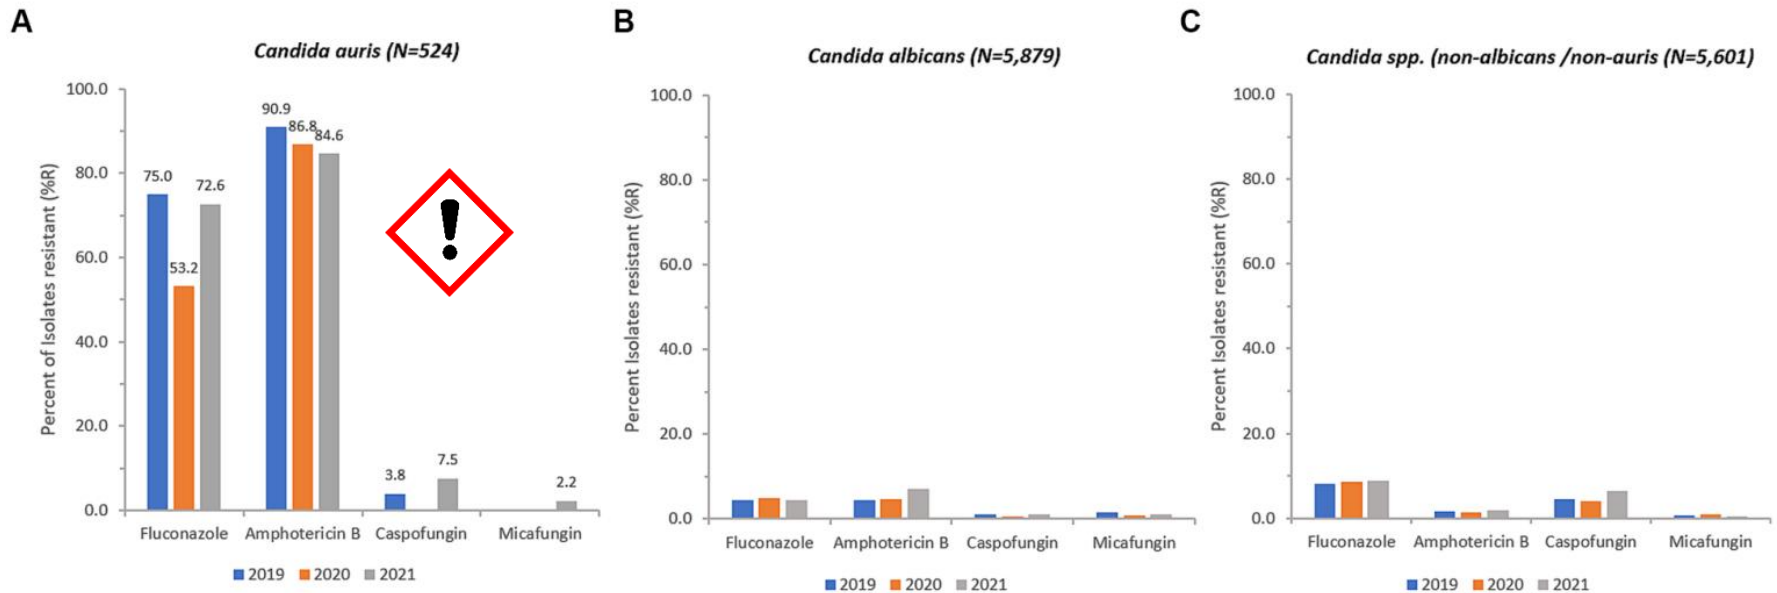 A
Candida auris (N=524)
Percent of Isolates resistant (%R)
100.0
80.0
60.0
40.0
20.0
0.0
75.0
53.2
72.6
90.9
86.8
84.6
3.8
7.5
2.2
Fluconazole
Amphotericin B
Caspofungin
Micafungin
2019
2020
2021
B
Candida albicans (N=5,879)
Percent Isolates resistant (%R)
100.0
80.0
60.0
40.0
20.0
0.0
Fluconazole
Amphotericin B
Caspofungin
Micafungin
2019
2020
2021
C
Candida spp. (non-albicans /non-auris (N=5,601)
Percent Isolates resistant (%R)
100.0
80.0
60.0
40.0
20.0
0.0
Fluconazole
Amphotericin B
Caspofungin
Micafungin
2019
2020
2021